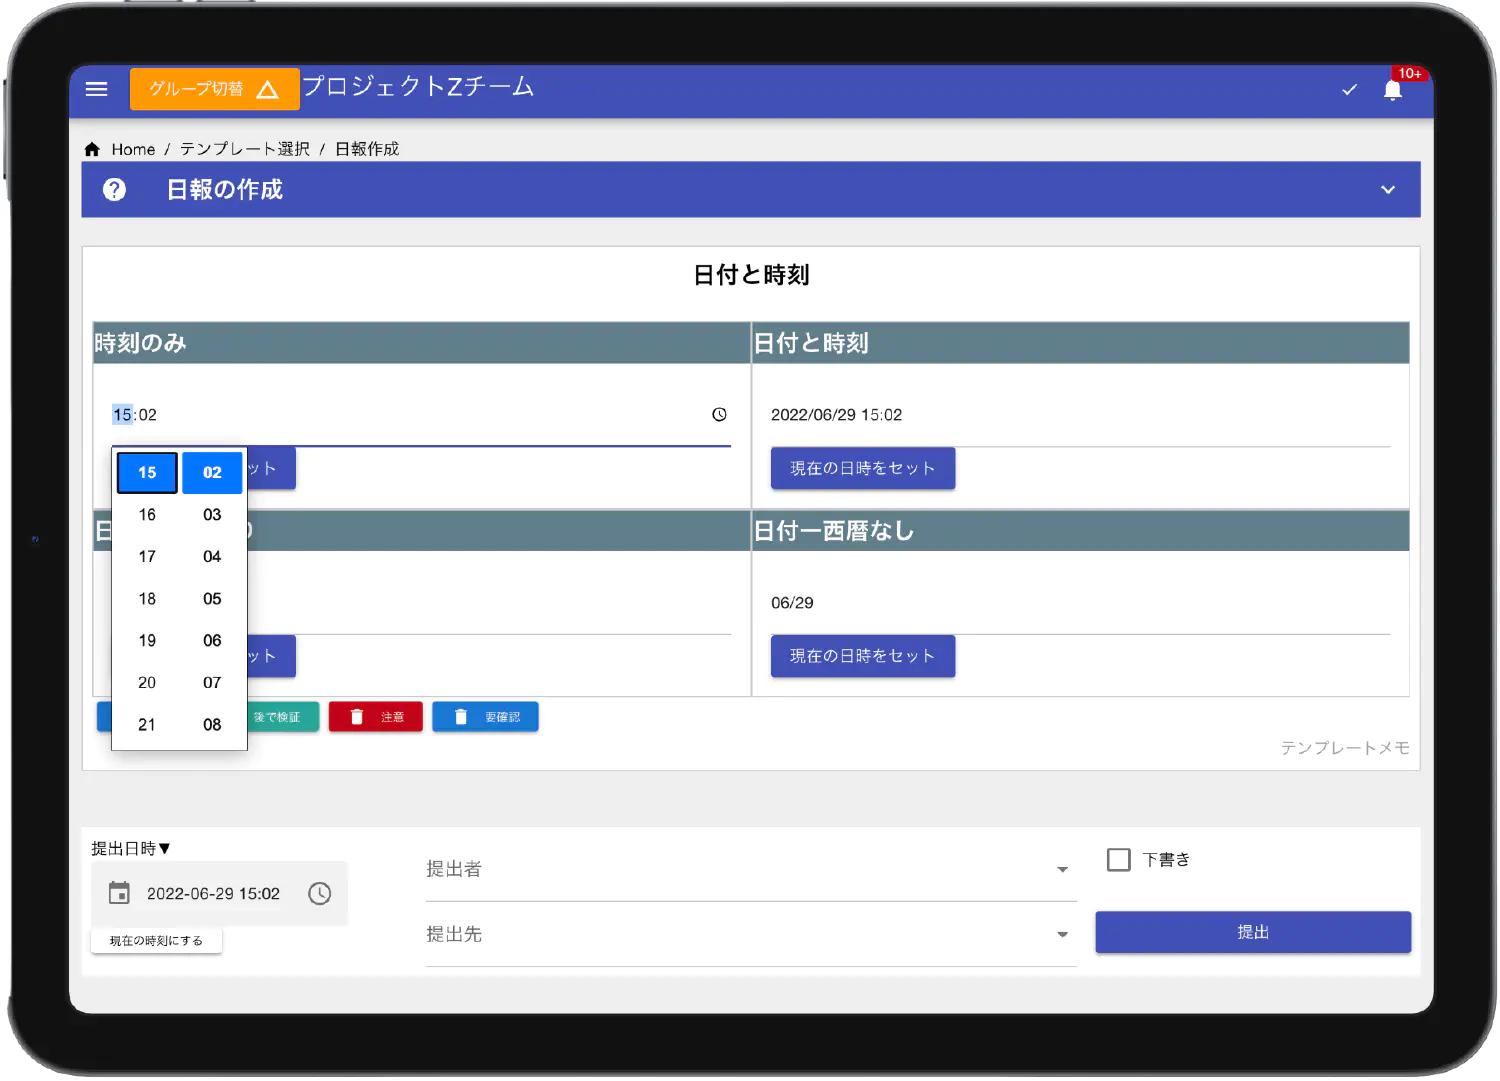 グループ切替 プロジェクトZチーム 10+
Home / テンプレート選択 / 日報作成
日報の作成
日付と時刻
時刻のみ
日付と時刻
15:02
2022/06/29 15:02
ット
現在の日時をセット
15 02
16 03
17 04
18 05
19 06
20 07
21 08
日
日付ー西暦なし
06/29
ット
現在の日時をセット
後で検証 注意 要確認
テンプレートメモ
提出日時▼
2022-06-29 15:02
現在の時刻にする
提出者
提出先
下書き
提出